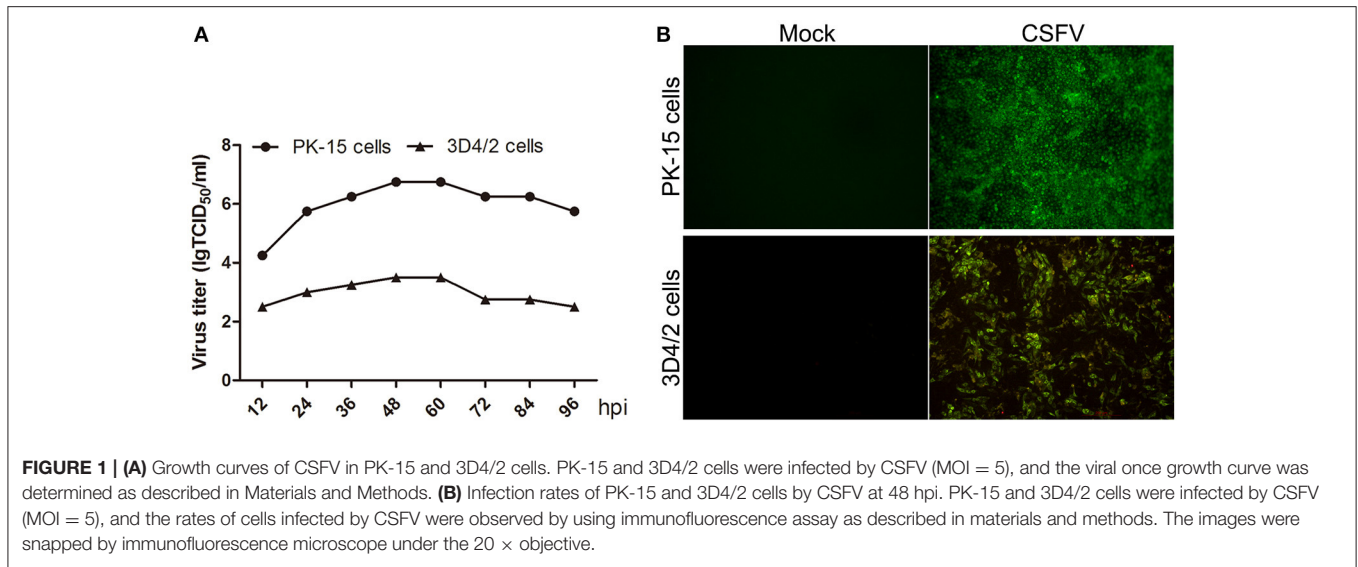 A
B
Mock
CSFV
PK-15 cells
3D4/2 cells
PK-15 cells
3D4/2 cells
Virus titer (lgTCID50/ml)
8
6
4
2
0
12
24
36
48
60
72
84
96
hpi
FIGURE 1 | (A) Growth curves of CSFV in PK-15 and 3D4/2 cells. PK-15 and 3D4/2 cells were infected by CSFV (MOI = 5), and the viral once growth curve was
determined as described in Materials and Methods. (B) Infection rates of PK-15 and 3D4/2 cells by CSFV at 48 hpi. PK-15 and 3D4/2 cells were infected by CSFV
(MOI = 5), and the rates of cells infected by CSFV were observed by using immunofluorescence assay as described in materials and methods. The images were
snapped by immunofluorescence microscope under the 20 × objective.